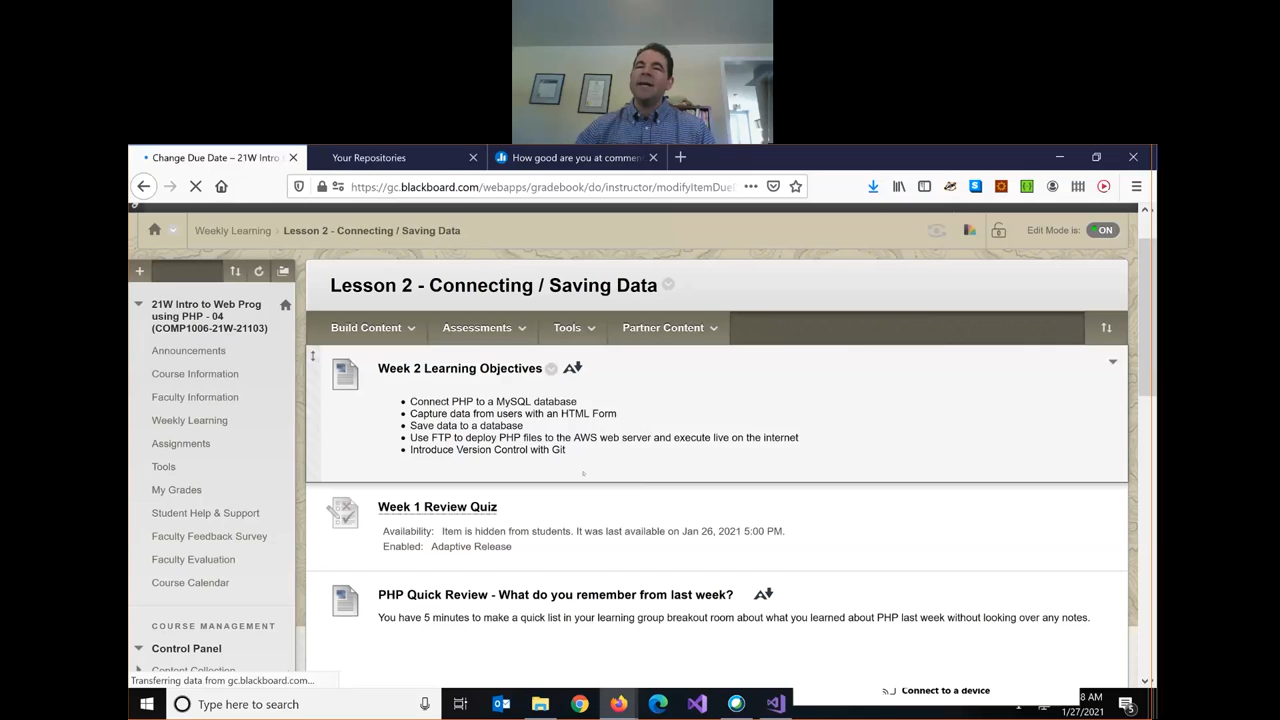 Change Due Date – 21W Intro
Your Repositories
How good are you at commen
https://gc.blackboard.com/webapps/gradebook/do/instructor/modifyItemDueD
Weekly Learning
Lesson 2 - Connecting / Saving Data
Edit Mode is:
ON
21W Intro to Web Prog
using PHP - 04
(COMP1006-21W-21103)
Announcements
Course Information
Faculty Information
Weekly Learning
Assignments
Tools
My Grades
Student Help & Support
Faculty Feedback Survey
Faculty Evaluation
Course Calendar
COURSE MANAGEMENT
Control Panel
Content Collection
Lesson 2 - Connecting / Saving Data
Build Content
Assessments
Tools
Partner Content
Week 2 Learning Objectives
Connect PHP to a MySQL database
Capture data from users with an HTML Form
Save data to a database
Use FTP to deploy PHP files to the AWS web server and execute live on the internet
Introduce Version Control with Git
Week 1 Review Quiz
Availability: Item is hidden from students. It was last available on Jan 26, 2021 5:00 PM.
Enabled: Adaptive Release
PHP Quick Review - What do you remember from last week?
You have 5 minutes to make a quick list in your learning group breakout room about what you learned about PHP last week without looking over any notes.
Transferring data from gc.blackboard.com...
Type here to search
Connect to a device
8 AM
1/27/2021
5